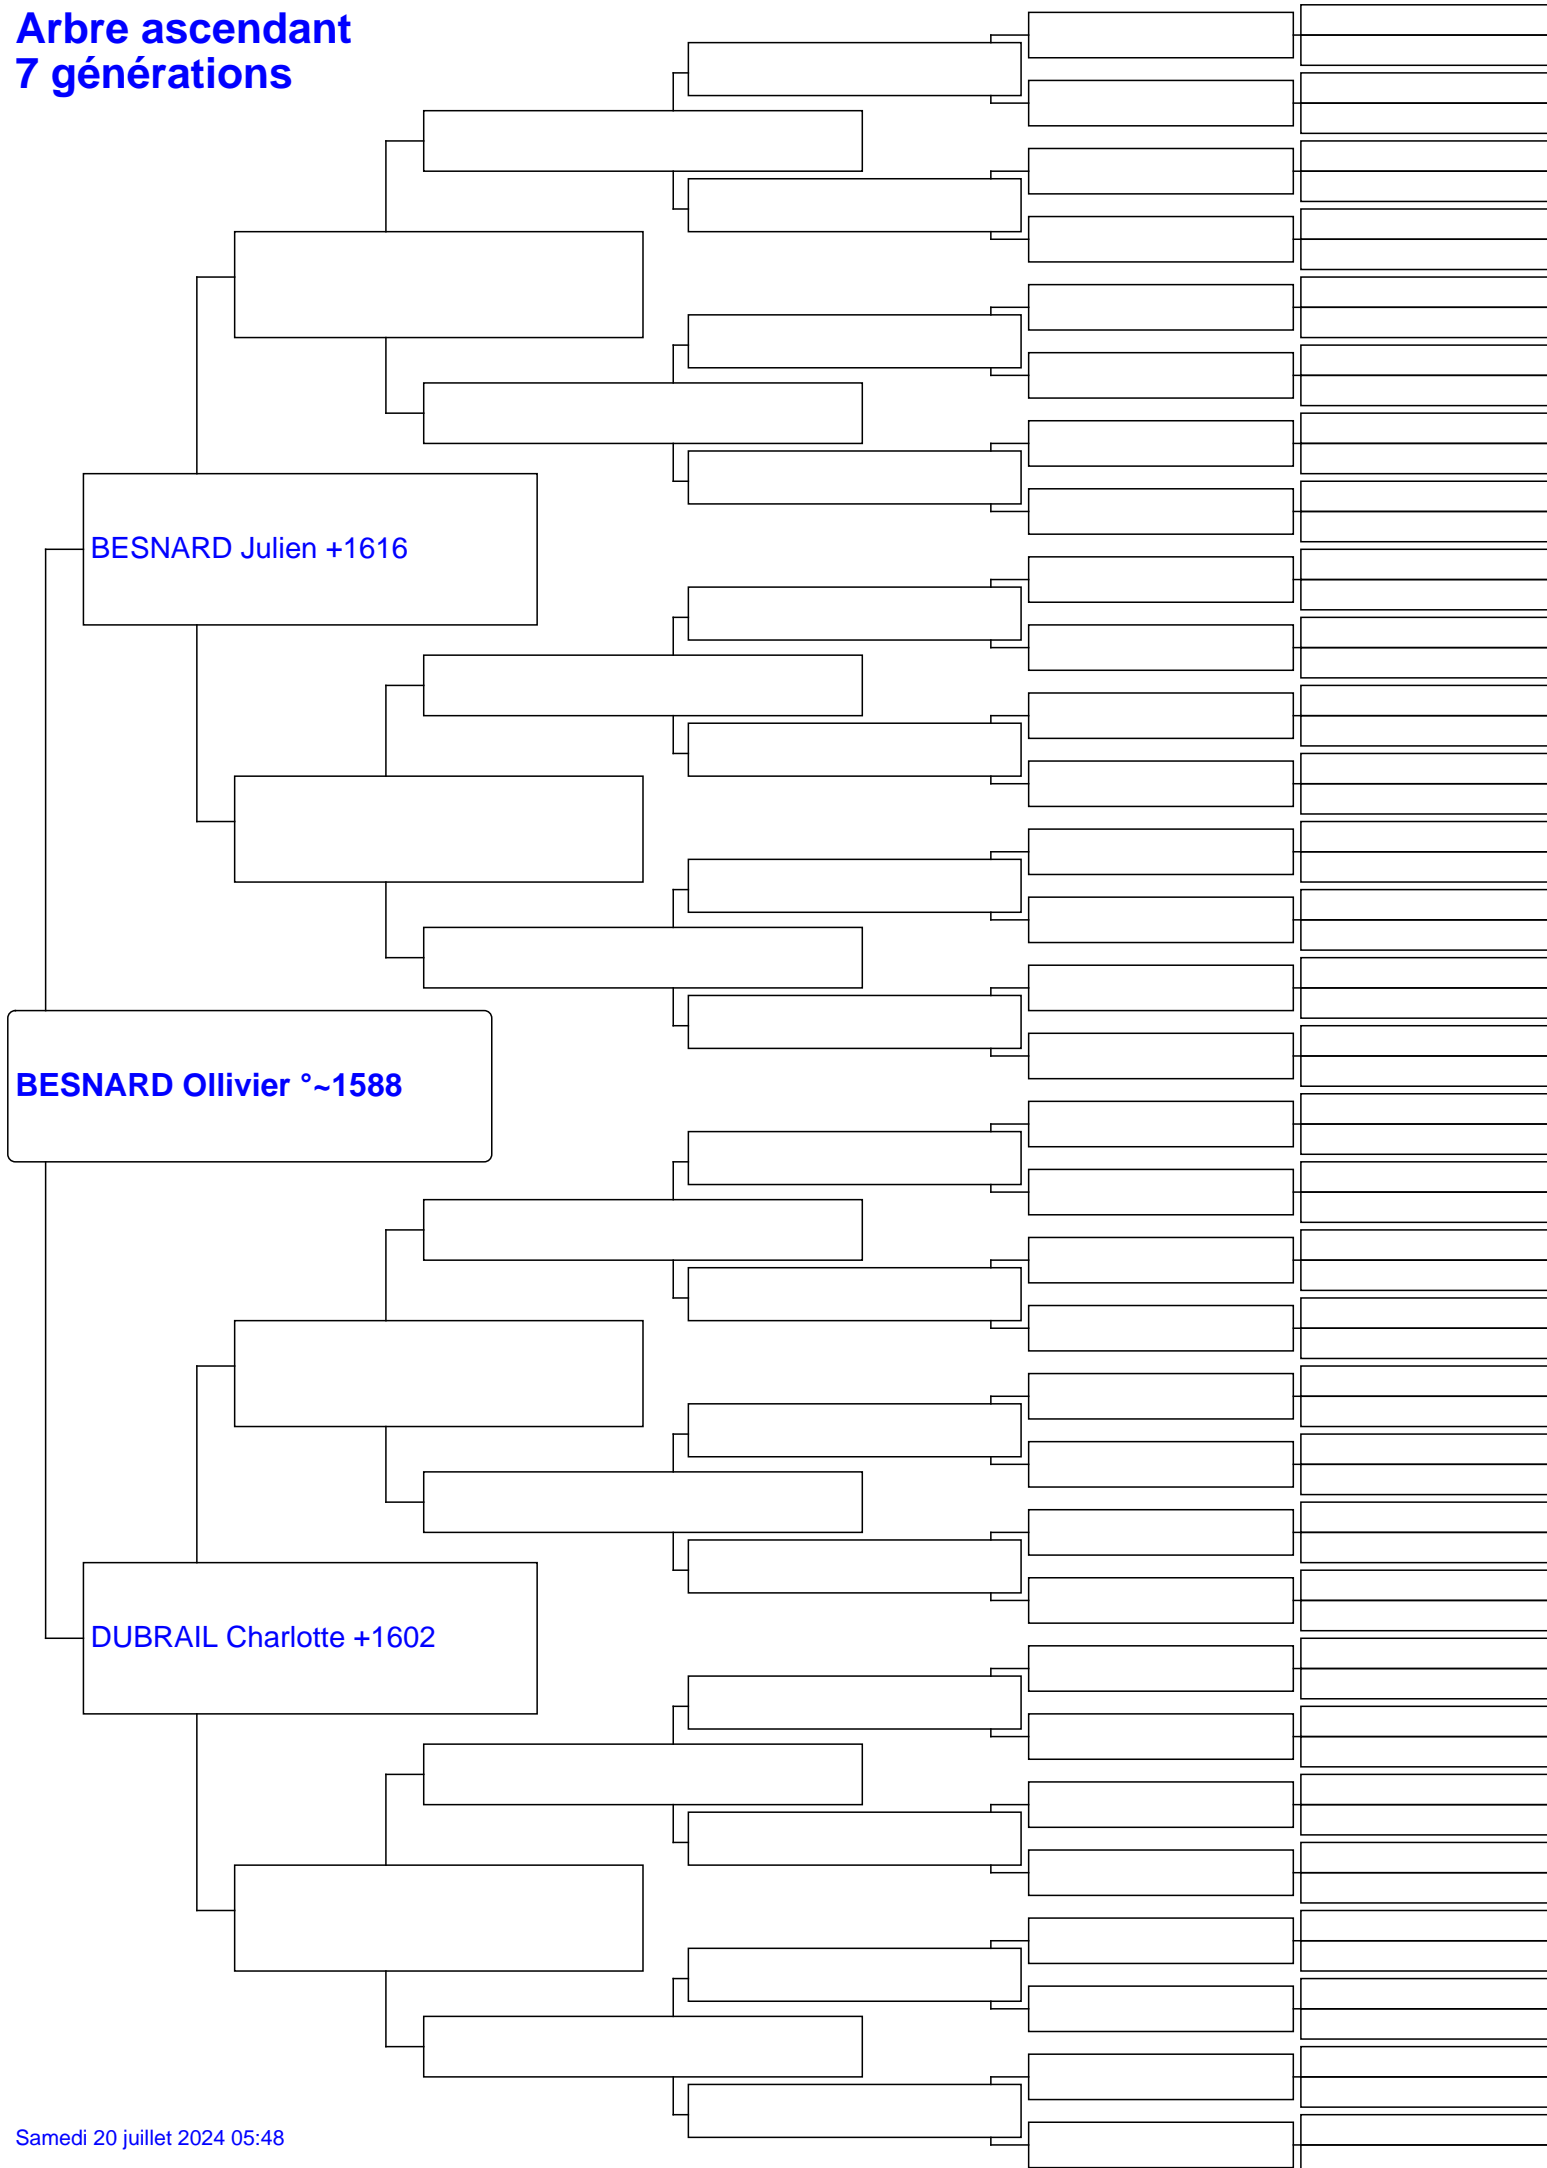 Arbre ascendant
7 générations
BESNARD Julien +1616
BESNARD Ollivier °~1588
DUBRAIL Charlotte +1602
Samedi 20 juillet 2024 05:48